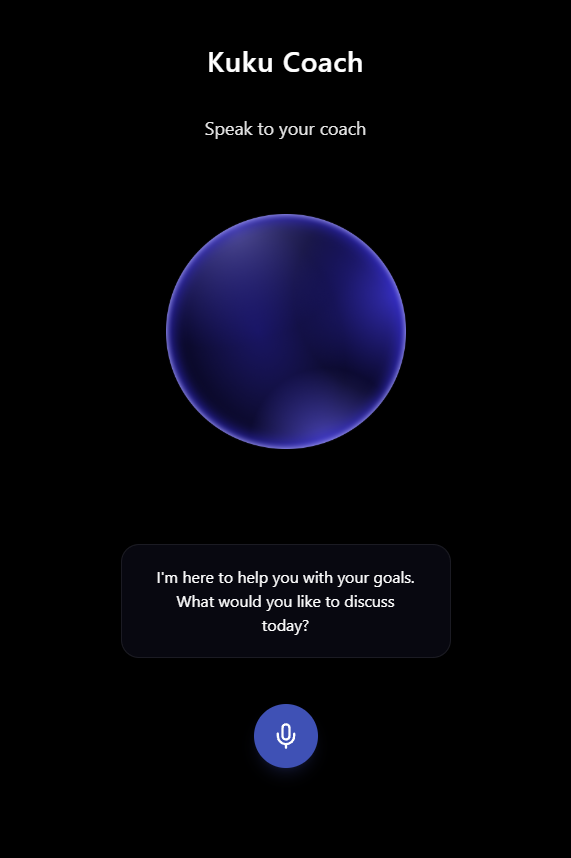 Kuku Coach
Speak to your coach
I'm here to help you with your goals.
What would you like to discuss
today?